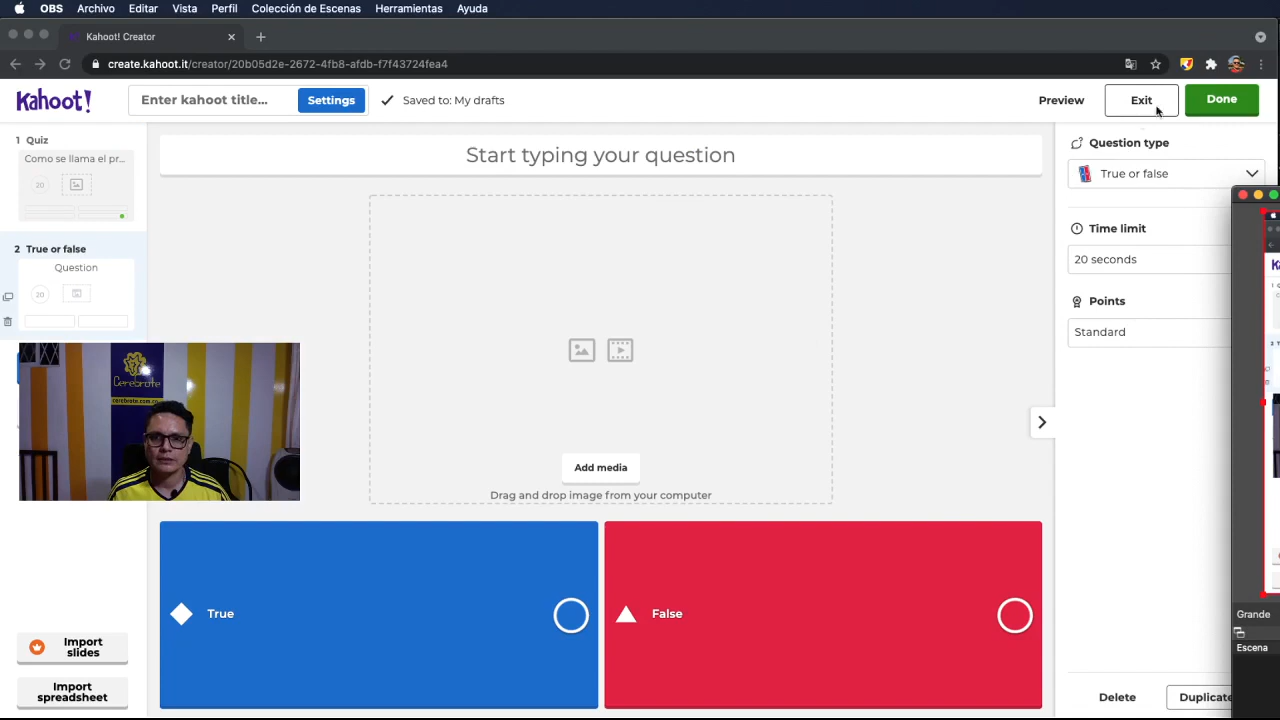 OBS Archivo Editar Vista Perfil Colección de Escenas Herramientas Ayuda
Kahoot! Creator
create.kahoot.it/creator/20b05d2e-2672-4fb8-afdb-f7f43724fea4
Kahoot!
Enter kahoot title...
Settings
Saved to: My drafts
Preview
Exit
Done
1 Quiz
Como se llama el pr...
20
2 True or false
Question
20
Start typing your question
Add media
Drag and drop image from your computer
Question type
True or false
Time limit
20 seconds
Points
Standard
Cerebrote
cerebrote.com.co
True
False
Import
slides
Import
spreadsheet
Delete
Duplicate
Grande
Escena